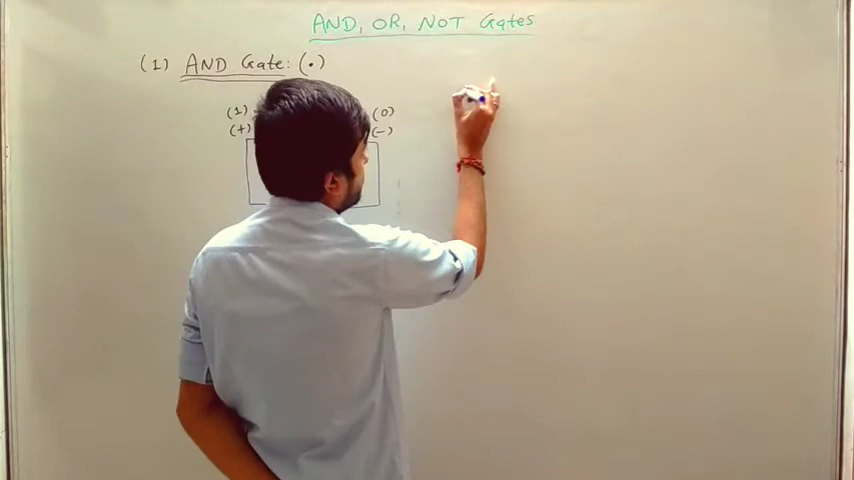 AND, OR, NOT Gates
(1) AND Gate: (•)
(1) (0)
(+) (-)